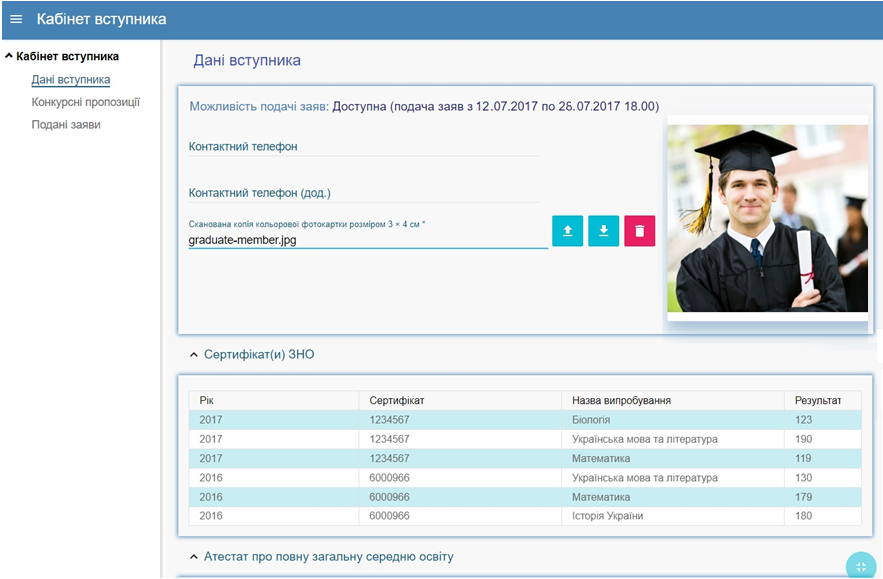 Кабінет вступника
Кабінет вступника
Дані вступника
Конкурсні пропозиції
Подані заяви
Дані вступника
Можливість подачі заяв: Доступна (подача заяв з 12.07.2017 по 26.07.2017 18.00)
Контактний телефон
Контактний телефон (дод.)
Сканована копія кольорової фотокартки розміром 3 × 4 см *
graduate-member.jpg
Сертифікат(и) ЗНО
Рік Сертифікат Назва випробування Результат
2017 1234567 Біологія 123
2017 1234567 Українська мова та література 190
2017 1234567 Математика 119
2016 6000966 Українська мова та література 130
2016 6000966 Математика 179
2016 6000966 Історія України 180
Атестат про повну загальну середню освіту